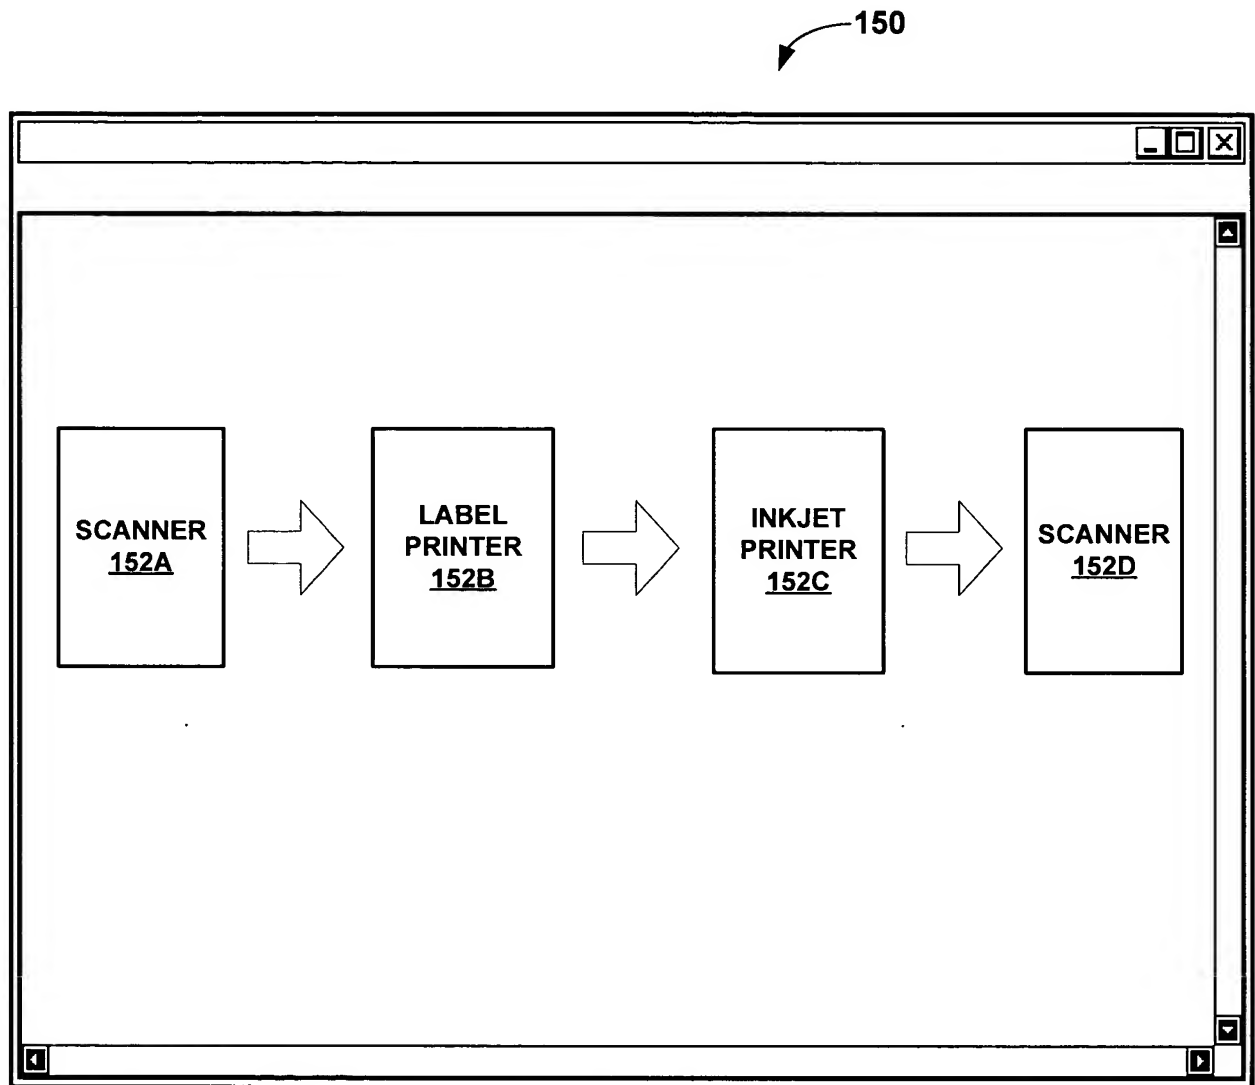 150
SCANNER
152A
LABEL
PRINTER
152B
INKJET
PRINTER
152C
SCANNER
152D